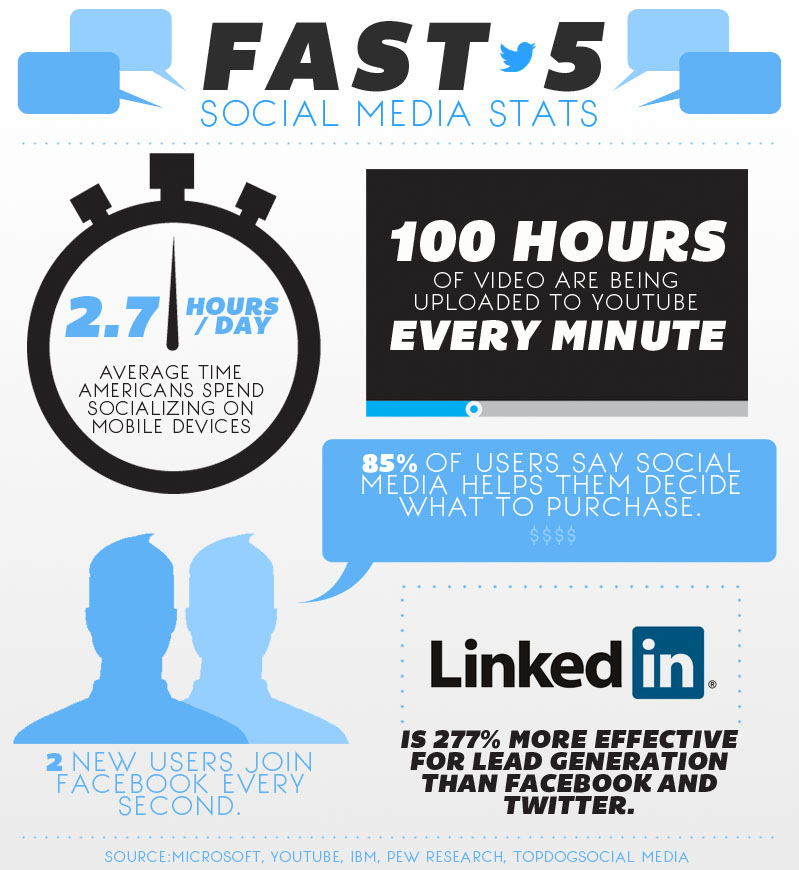 FAST 5
SOCIAL MEDIA STATS
2.7 HOURS
/ DAY
AVERAGE TIME
AMERICANS SPEND
SOCIALIZING ON
MOBILE DEVICES
100 HOURS
OF VIDEO ARE BEING
UPLOADED TO YOUTUBE
EVERY MINUTE
85% OF USERS SAY SOCIAL
MEDIA HELPS THEM DECIDE
WHAT TO PURCHASE.
$$$$
2 NEW USERS JOIN
FACEBOOK EVERY
SECOND.
Linked in ®
IS 277% MORE EFFECTIVE
FOR LEAD GENERATION
THAN FACEBOOK AND
TWITTER.
SOURCE:MICROSOFT, YOUTUBE, IBM, PEW RESEARCH, TOPDOGSOCIAL MEDIA